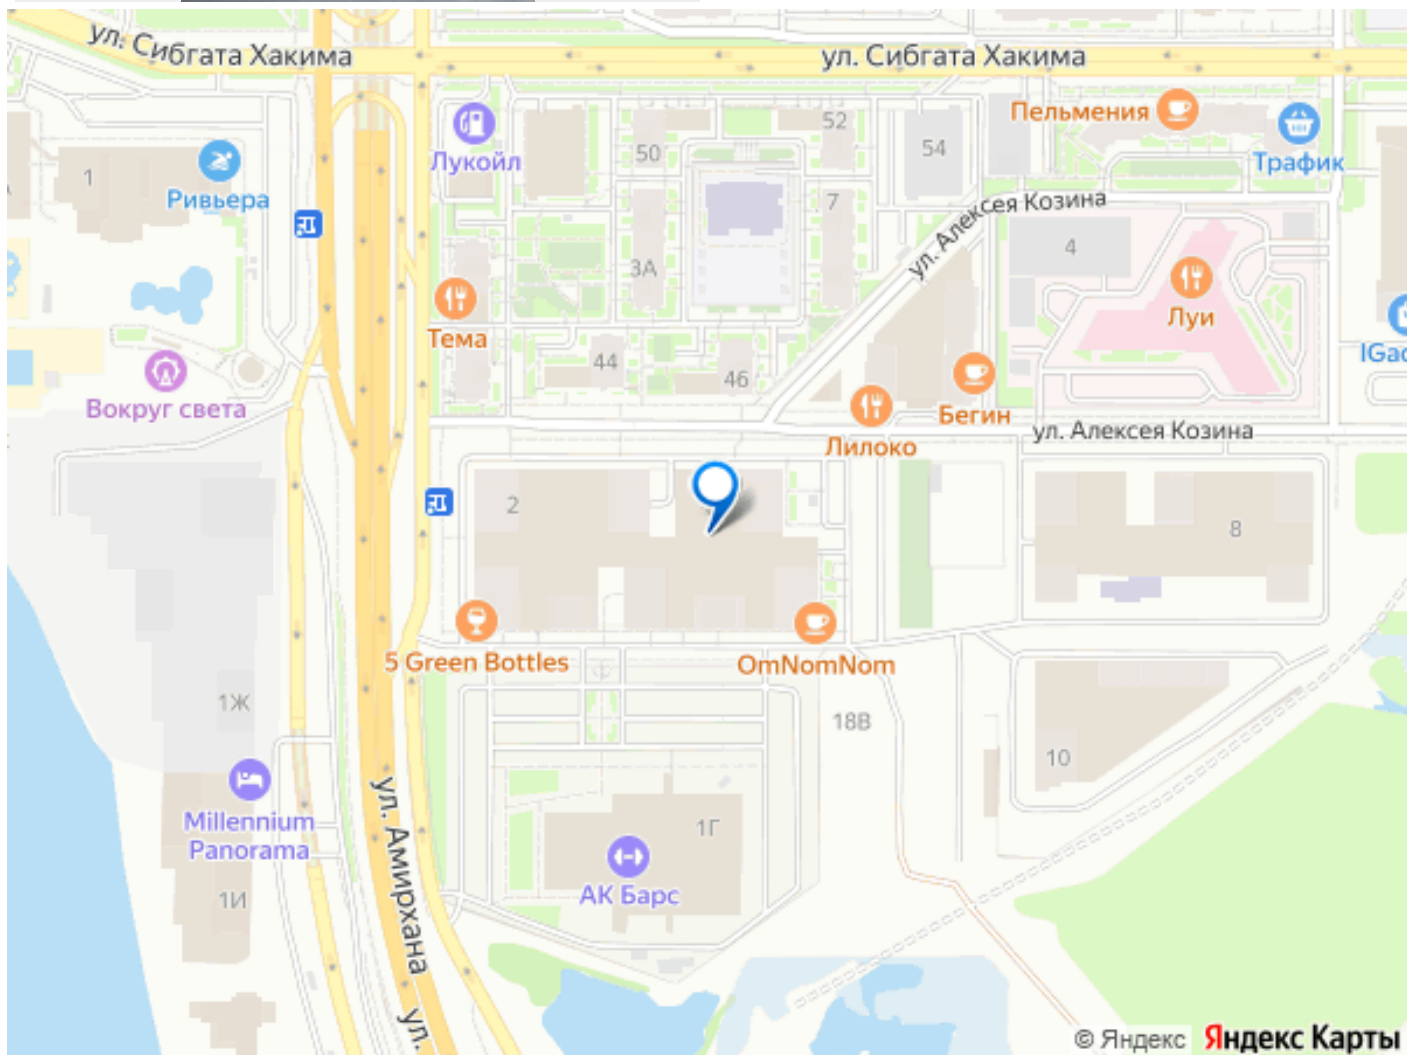 ул. Сибгата Хакима
ул. Сибгата Хакима
Пельмения
Лукойл
50
52
54
Трафик
1
Ривьера
7
ул. Алексея Козина
4
3А
Тема
Луи
IGad
44
46
Вокруг света
Бегин
Лилоко
ул. Алексея Козина
2
8
5 Green Bottles
OmNomNom
1Ж
18В
10
ул. Амирхана
Millennium
Panorama
1Г
АК Барс
1И
ул.
© Яндекс Яндекс Карты